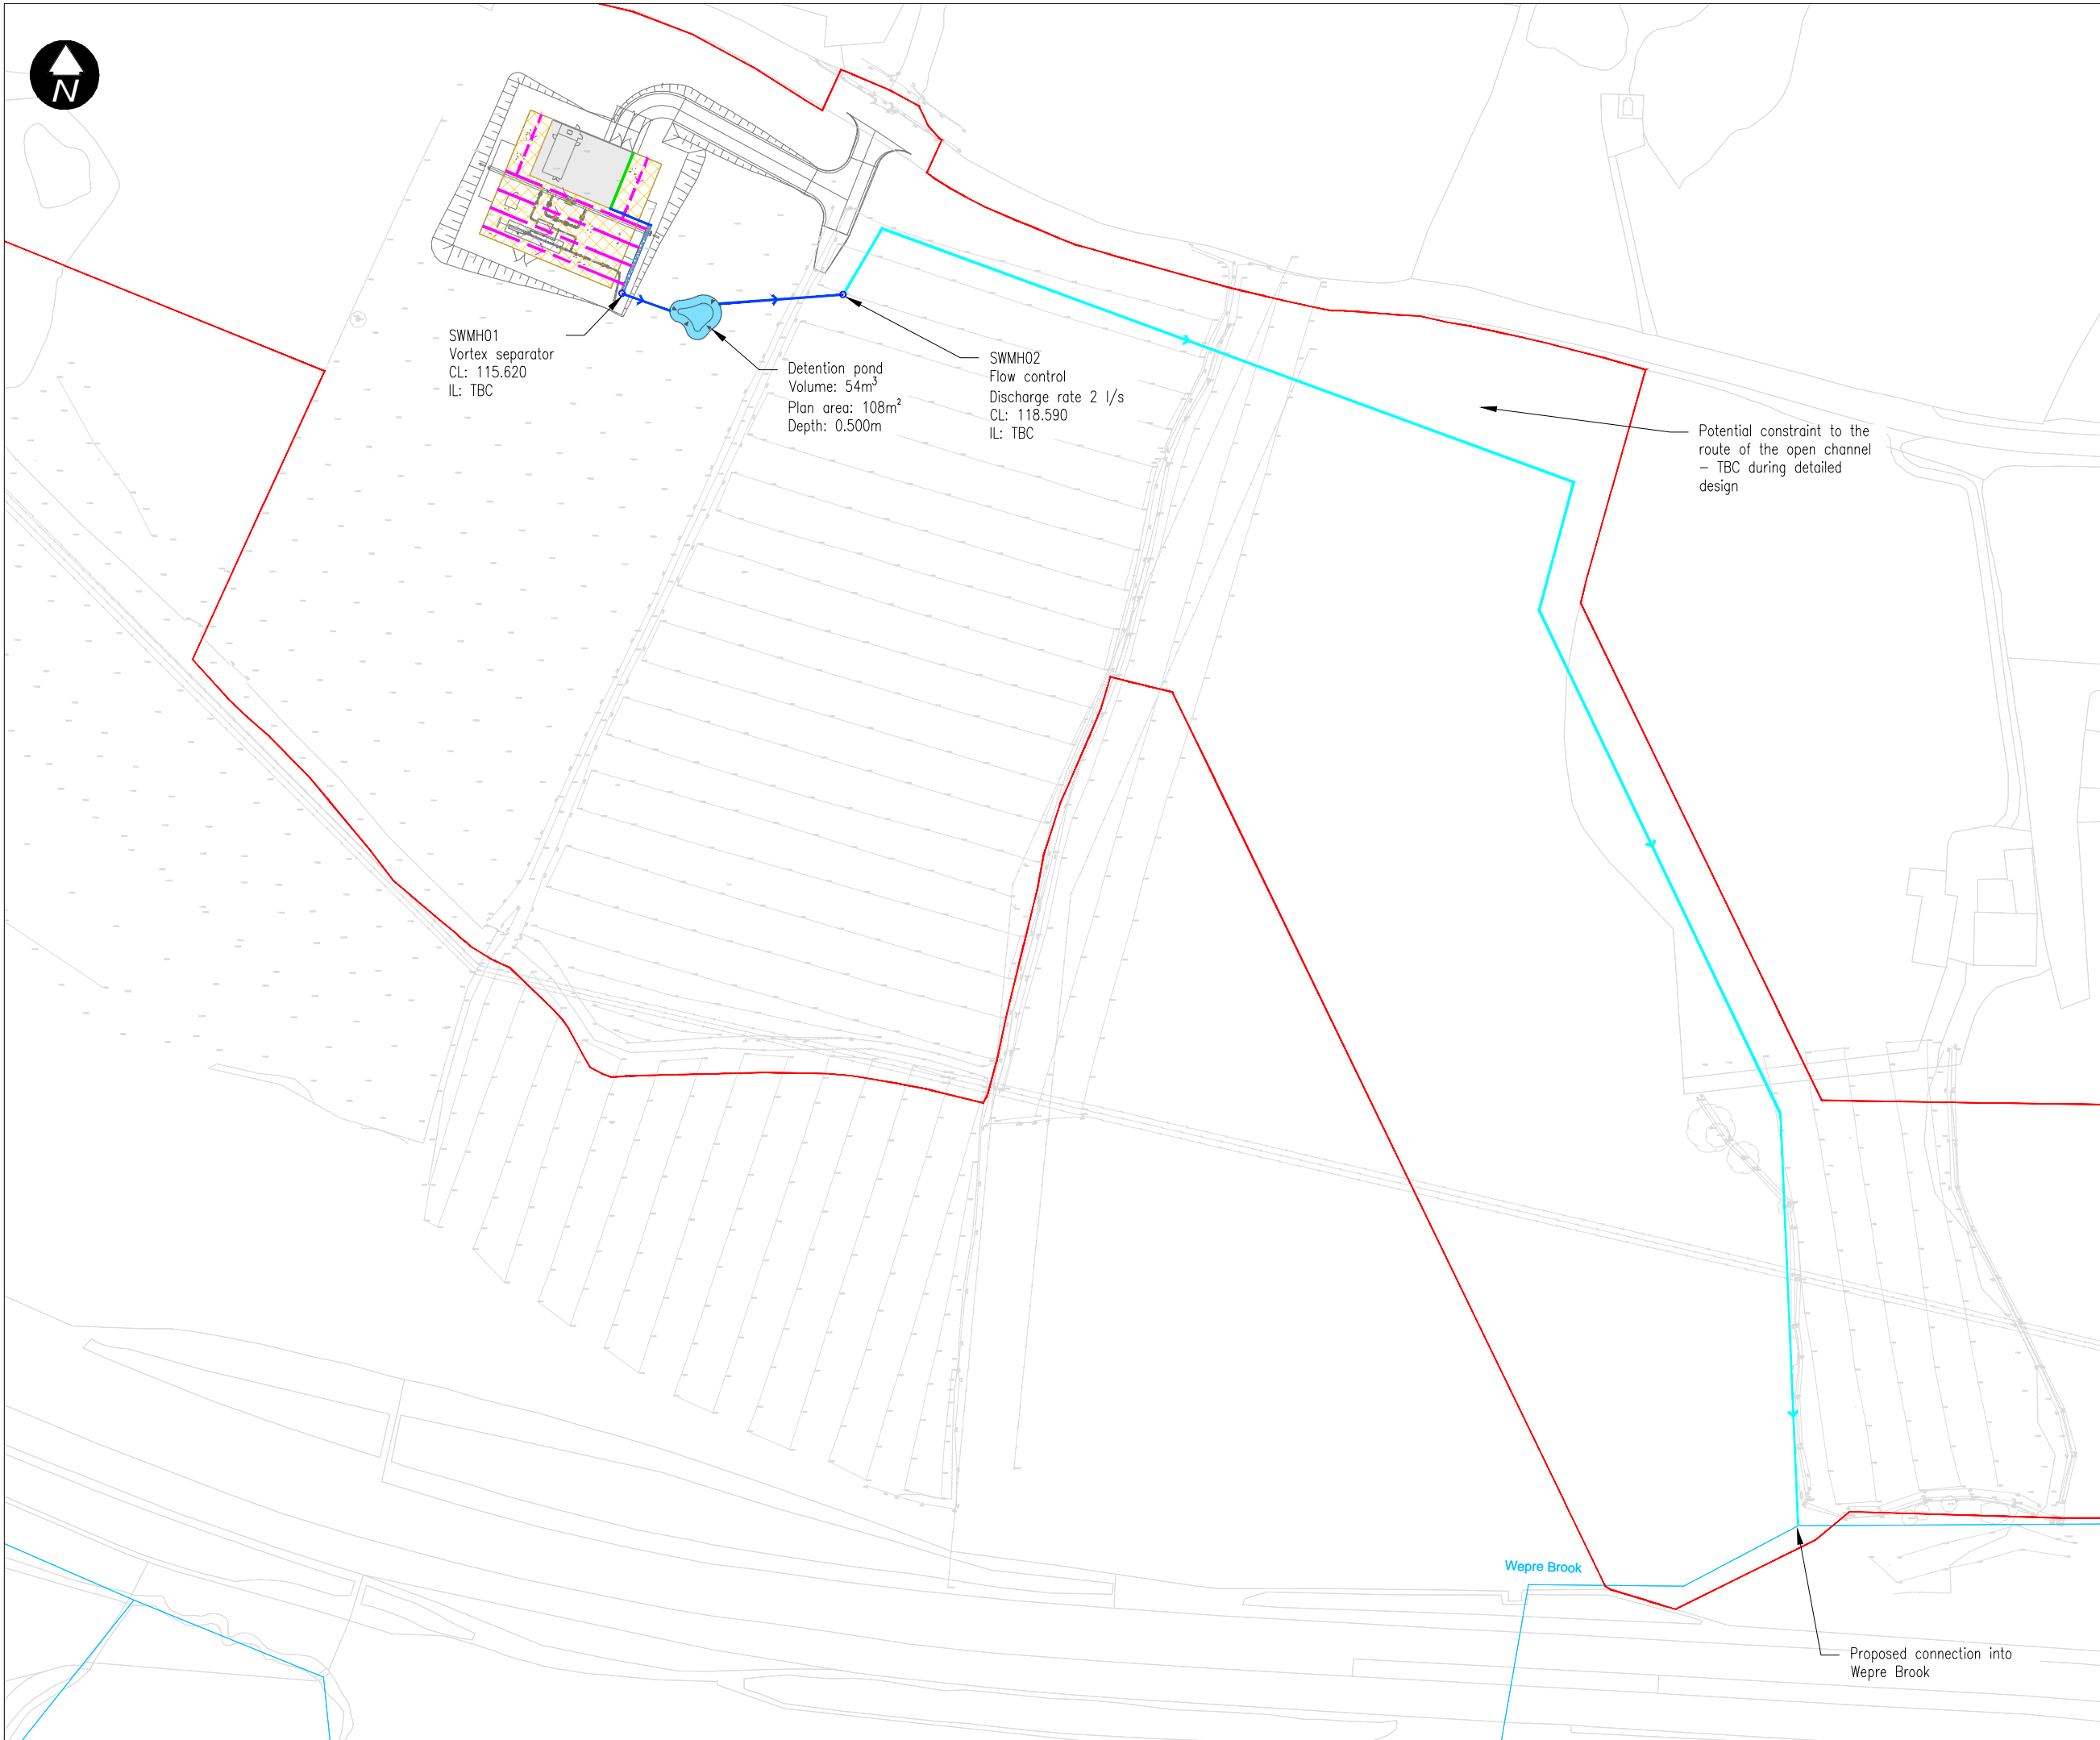 N
SWMH01
Vortex separator
CL: 115.620
IL: TBC
Detention pond
Volume: 54m³
Plan area: 108m²
Depth: 0.500m
SWMH02
Flow control
Discharge rate 2 l/s
CL: 118.590
IL: TBC
Potential constraint to the
route of the open channel
– TBC during detailed
design
Wepre Brook
Proposed connection into
Wepre Brook